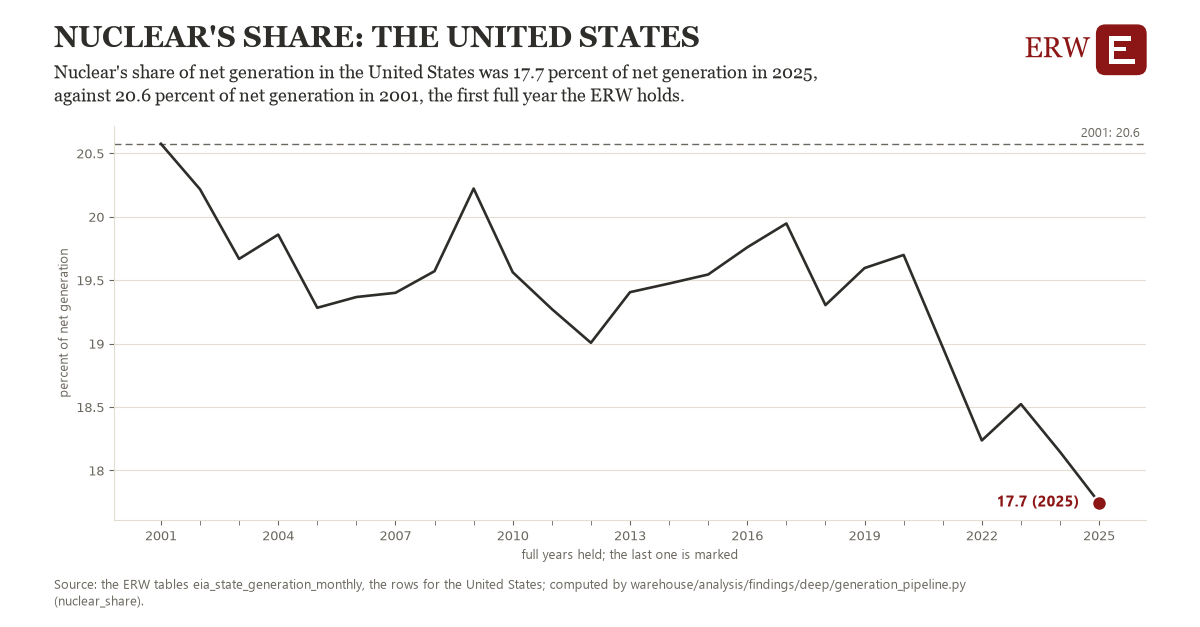 NUCLEAR'S SHARE: THE UNITED STATES
ERW E
Nuclear's share of net generation in the United States was 17.7 percent of net generation in 2025,
against 20.6 percent of net generation in 2001, the first full year the ERW holds.
2001: 20.6
20.5
20
19.5
19
18.5
18
percent of net generation
17.7 (2025)
2001 2004 2007 2010 2013 2016 2019 2022 2025
full years held; the last one is marked
Source: the ERW tables eia_state_generation_monthly, the rows for the United States; computed by warehouse/analysis/findings/deep/generation_pipeline.py
(nuclear_share).